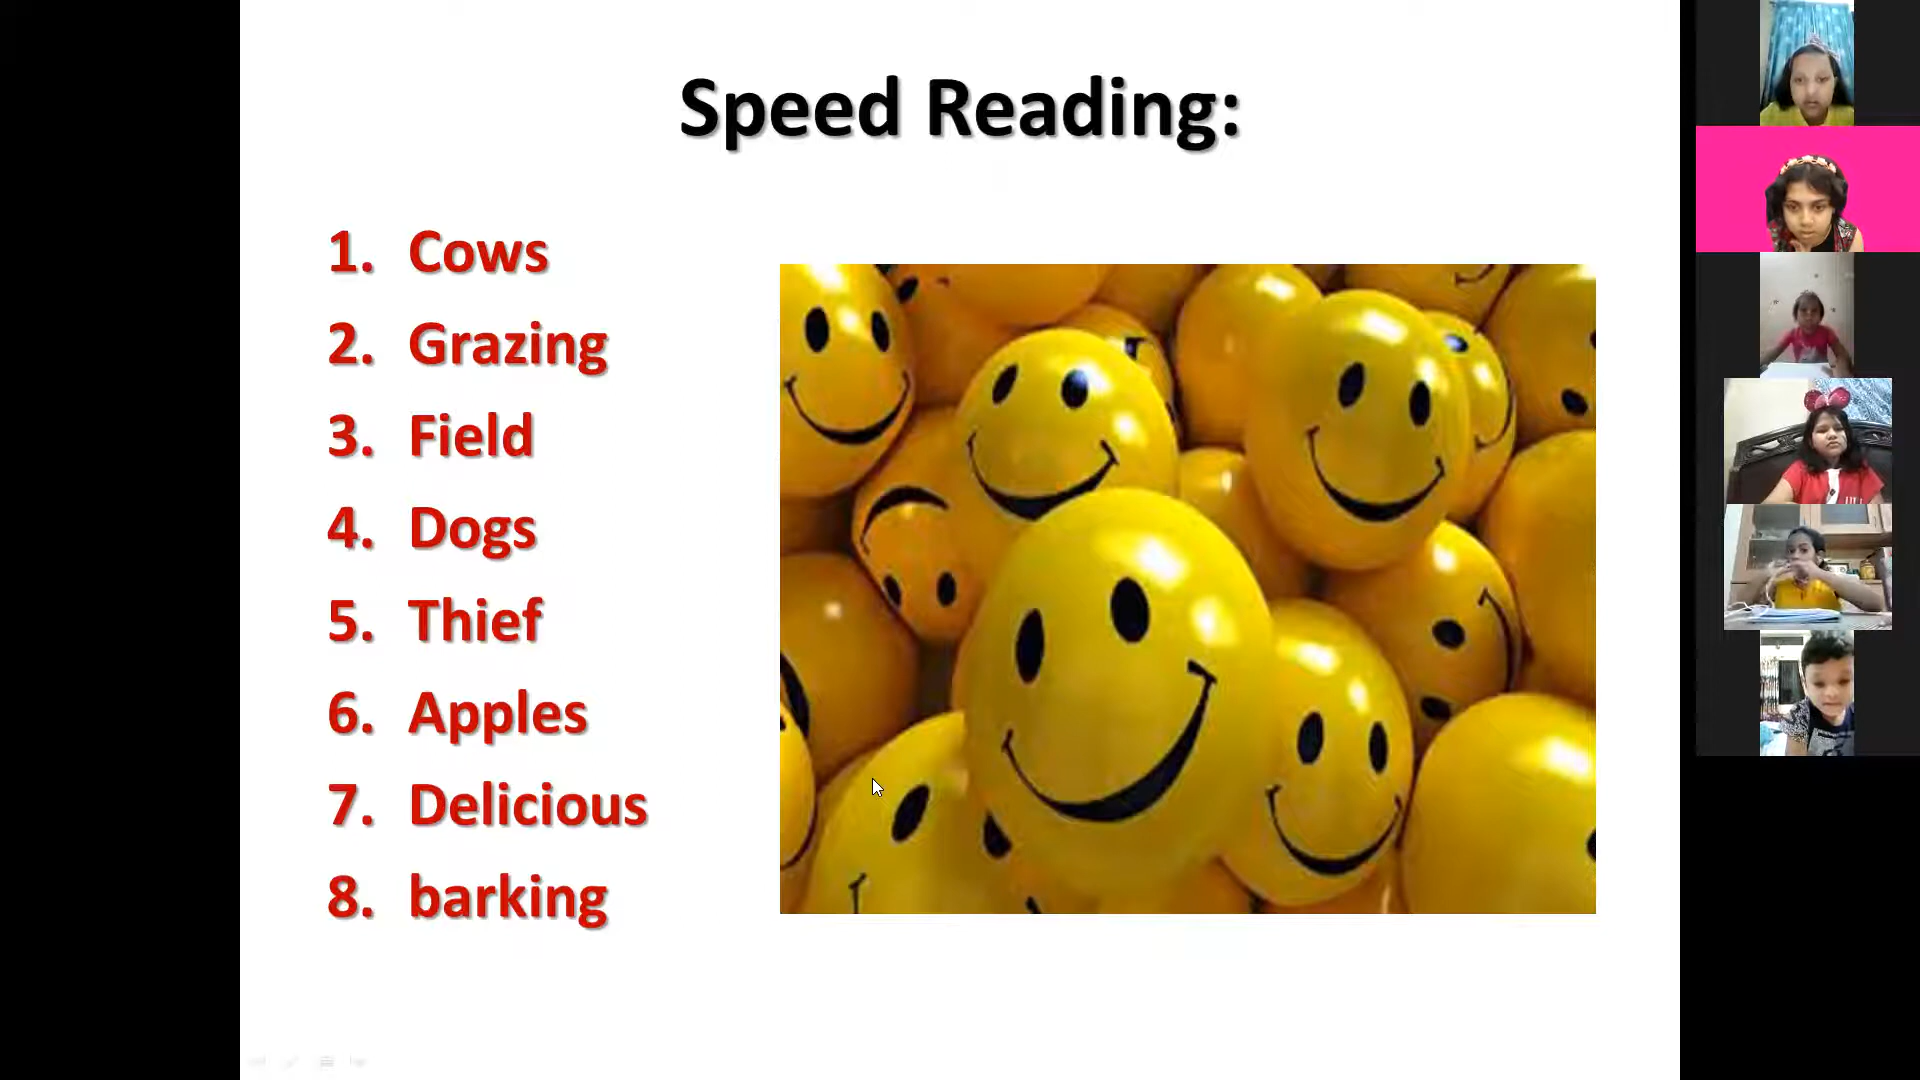 Speed Reading:
1. Cows
2. Grazing
3. Field
4. Dogs
5. Thief
6. Apples
7. Delicious
8. barking